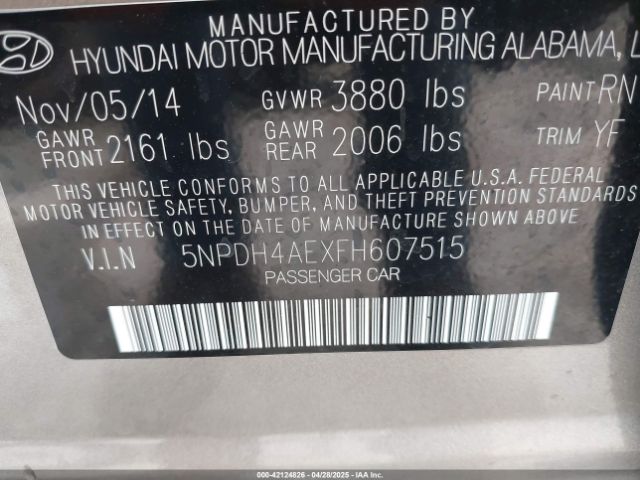 MANUFACTURED BY
HYUNDAI MOTOR MANUFACTURING ALABAMA, L
Nov/05/14 GVWR 3880 lbs PAINT RN
GAWR FRONT 2161 lbs GAWR REAR 2006 lbs TRIM YF
THIS VEHICLE CONFORMS TO ALL APPLICABLE U.S.A. FEDERAL
MOTOR VEHICLE SAFETY, BUMPER, AND THEFT PREVENTION STANDARDS
IN EFFECT ON THE DATE OF MANUFACTURE SHOWN ABOVE.
V.I.N 5NPDH4AEXFH607515
PASSENGER CAR
000-42124826 - 04/28/2025 - IAA Inc.